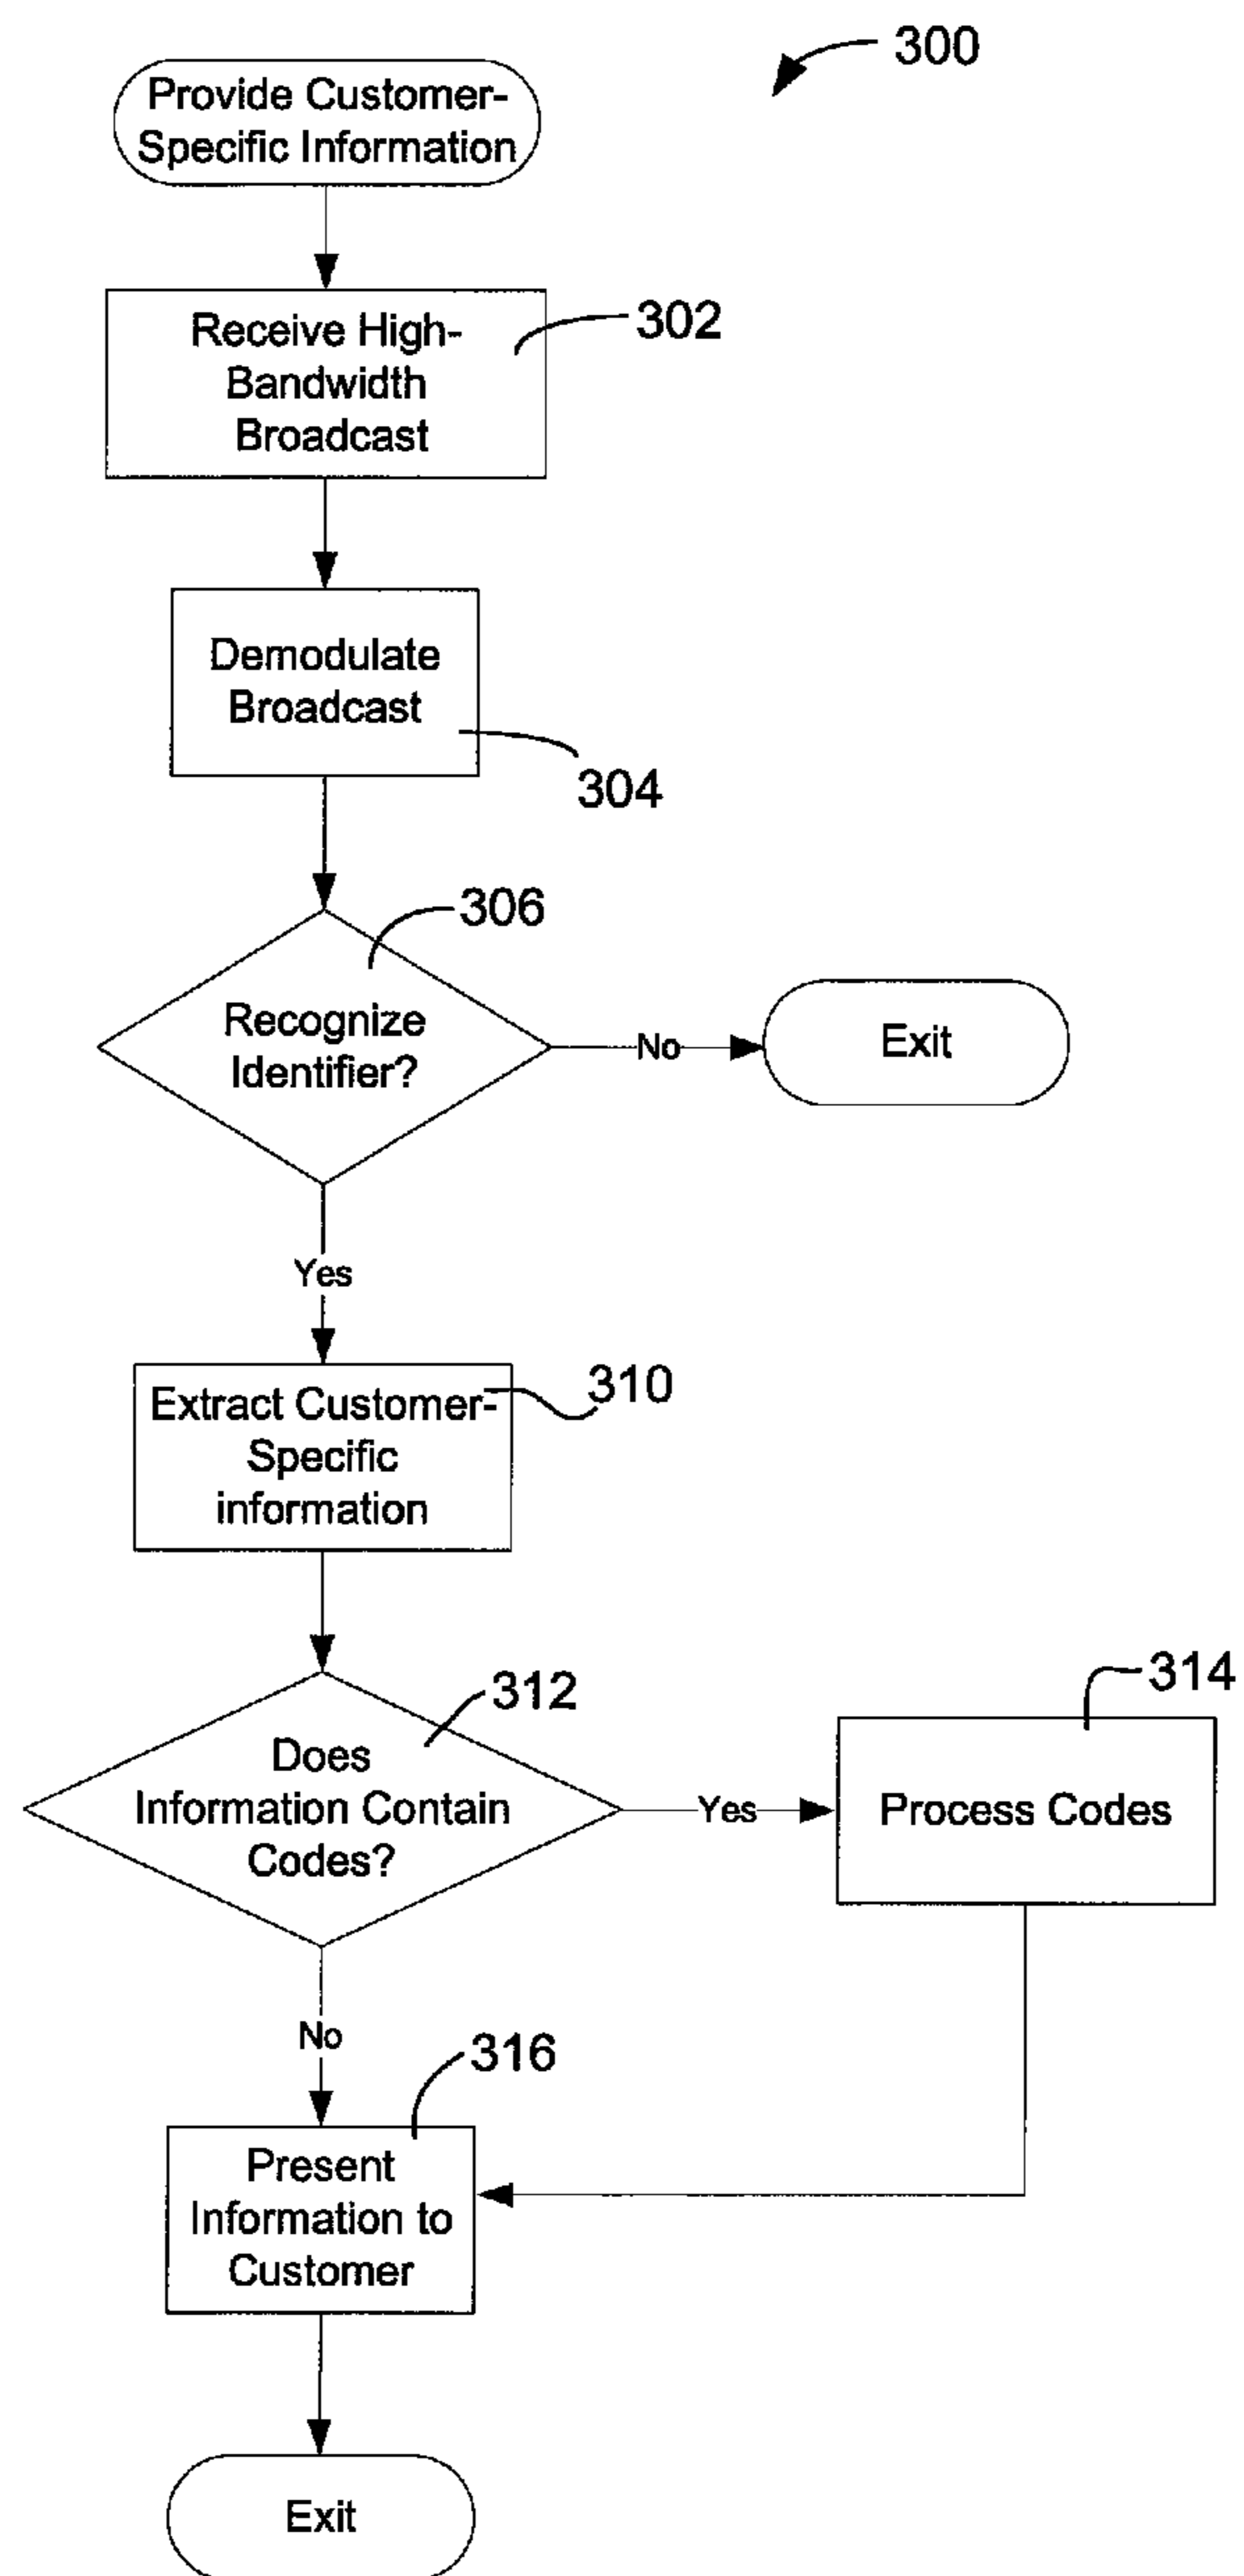 300
Provide Customer-
Specific Information
Receive High-
Bandwidth
Broadcast
302
Demodulate
Broadcast
304
306
Recognize
Identifier?
No
Exit
Yes
310
Extract Customer-
Specific
information
312
Does
Information Contain
Codes?
Yes
314
Process Codes
No
316
Present
Information to
Customer
Exit